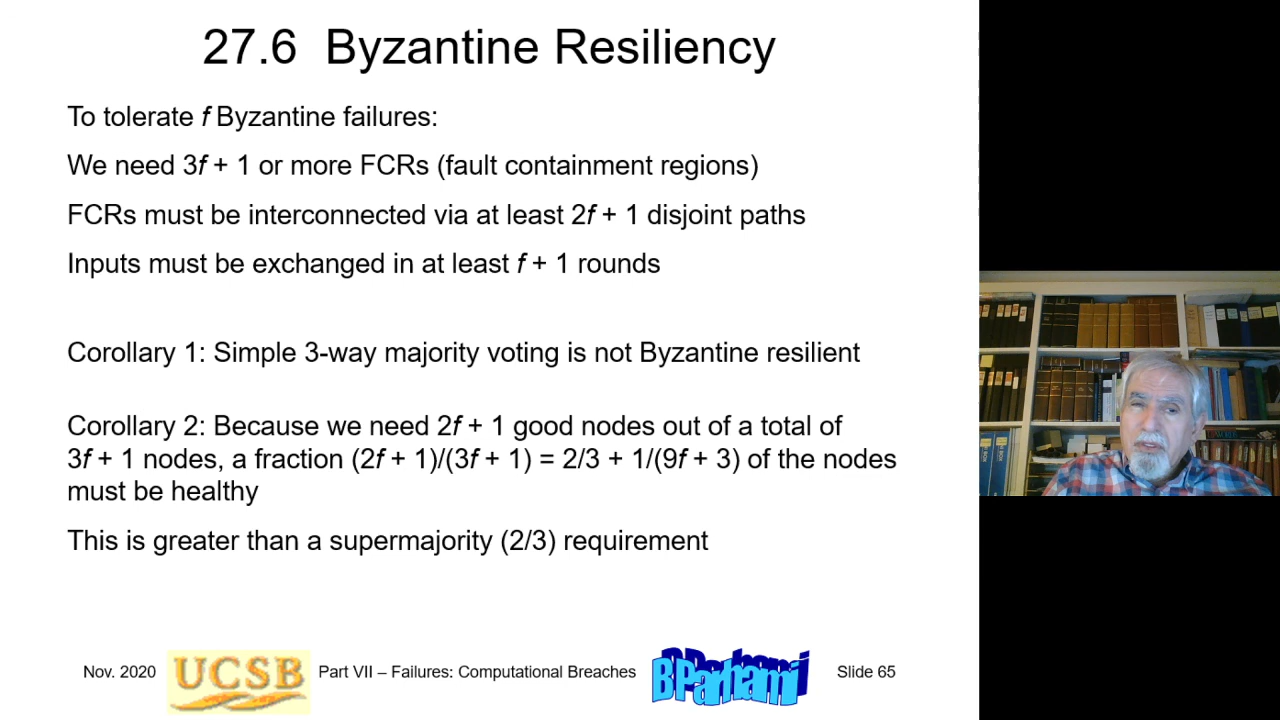 27.6 Byzantine Resiliency
To tolerate f Byzantine failures:
We need 3f + 1 or more FCRs (fault containment regions)
FCRs must be interconnected via at least 2f + 1 disjoint paths
Inputs must be exchanged in at least f + 1 rounds
Corollary 1: Simple 3-way majority voting is not Byzantine resilient
Corollary 2: Because we need 2f + 1 good nodes out of a total of
3f + 1 nodes, a fraction (2f + 1)/(3f + 1) = 2/3 + 1/(9f + 3) of the nodes
must be healthy
This is greater than a supermajority (2/3) requirement
Nov. 2020
UCSB
Part VII – Failures: Computational Breaches
B Parhami
Slide 65